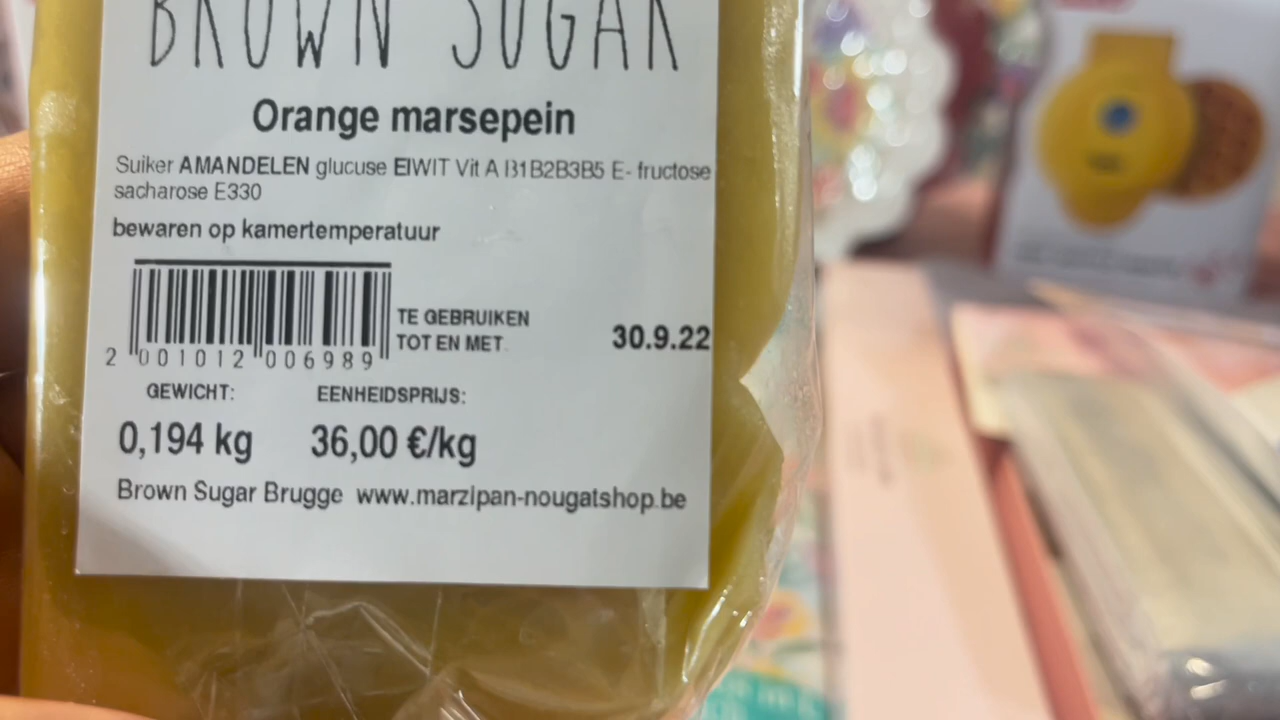 BROWN SUGAR
Orange marsepein
Suiker AMANDELEN glucuse EIWIT Vit A B1B2B3B5 E- fructose
sacharose E330
bewaren op kamertemperatuur
TE GEBRUIKEN
TOT EN MET.
30.9.22
2 001012 006989
GEWICHT: EENHEIDSPRIJS:
0,194 kg 36,00 €/kg
Brown Sugar Brugge www.marzipan-nougatshop.be